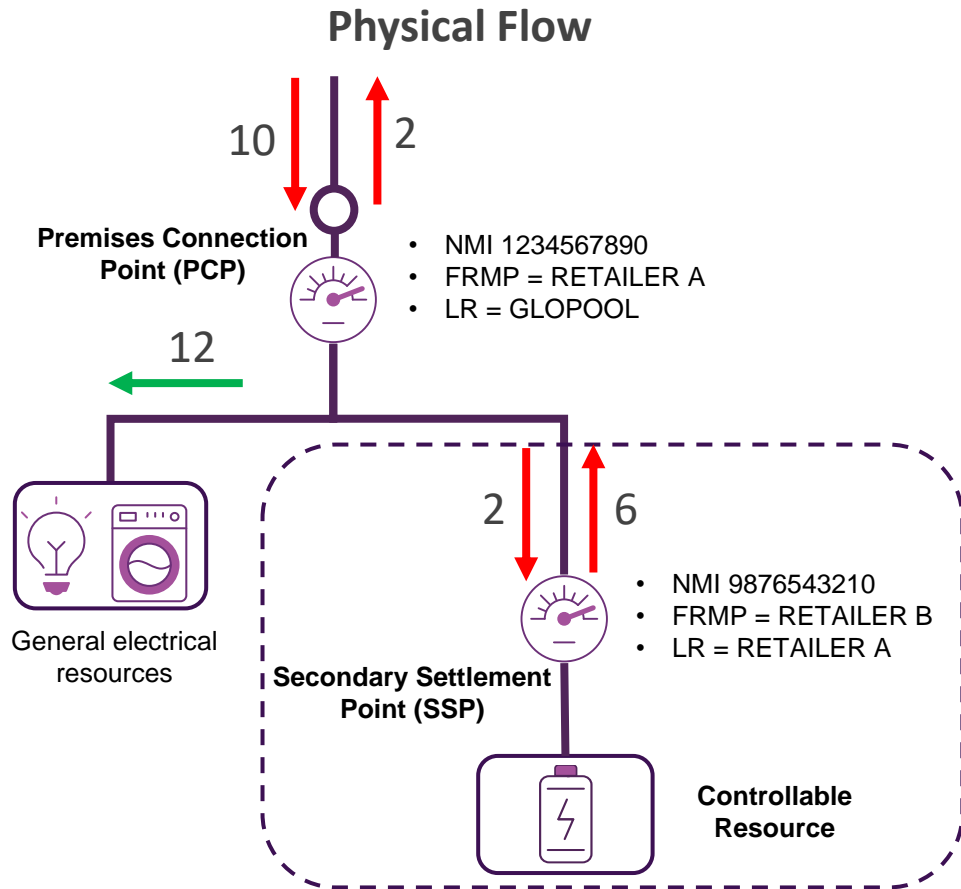 Physical Flow
10
2
Premises Connection
Point (PCP)
• NMI 1234567890
• FRMP = RETAILER A
• LR = GLOPOOL
12
2
6
General electrical
resources
• NMI 9876543210
• FRMP = RETAILER B
• LR = RETAILER A
Secondary Settlement
Point (SSP)
Controllable
Resource